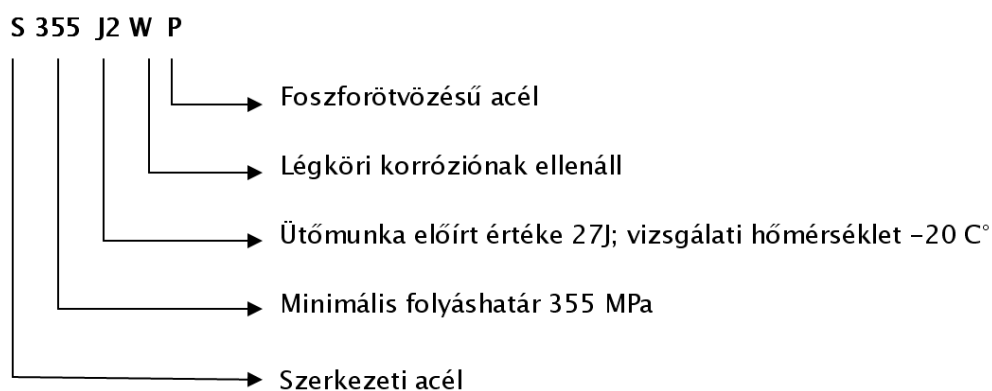 S 355 J2 W P
Foszforötvözésű acél
Légköri korróziónak ellenáll
Ütőmunka előírt értéke 27J; vizsgálati hőmérséklet –20 C°
Minimális folyáshatár 355 MPa
Szerkezeti acél